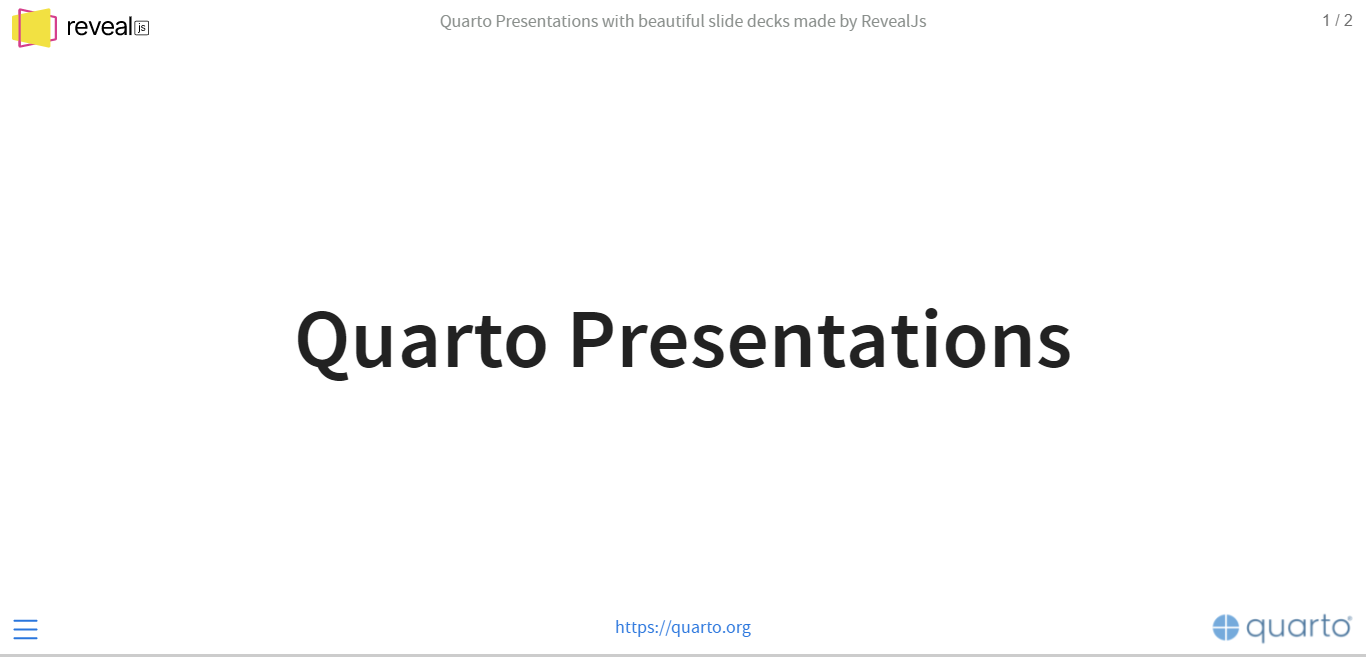 reveal js
Quarto Presentations with beautiful slide decks made by RevealJs
1 / 2
Quarto Presentations
https://quarto.org
quarto®